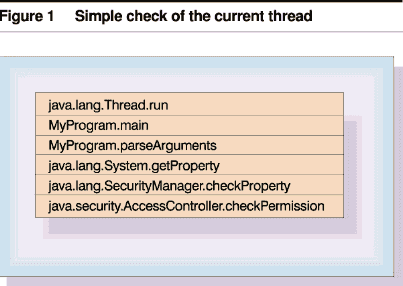 Figure 1 Simple check of the current thread
java.lang.Thread.run
MyProgram.main
MyProgram.parseArguments
java.lang.System.getProperty
java.lang.SecurityManager.checkProperty
java.security.AccessController.checkPermission